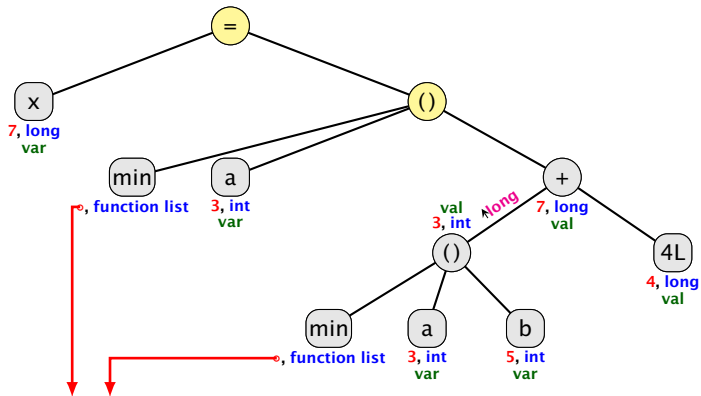 =
x
7, long
var
()
min
, function list
a
3, int
var
+
7, long
val
long
val
3, int
()
4L
4, long
val
min
, function list
a
3, int
var
b
5, int
var